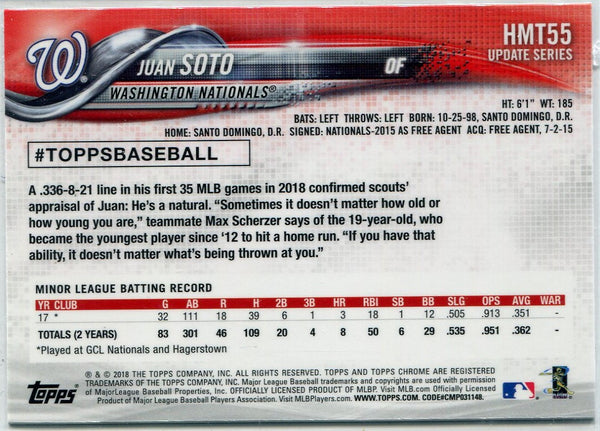 HMT55
UPDATE SERIES
W
JUAN SOTO
OF
WASHINGTON NATIONALS®
HT: 6'1" WT: 185
BATS: LEFT THROWS: LEFT BORN: 10-25-98, SANTO DOMINGO, D.R.
HOME: SANTO DOMINGO, D.R. SIGNED: NATIONALS-2015 AS FREE AGENT ACQ: FREE AGENT, 7-2-15
#TOPPSBASEBALL
A .336-8-21 line in his first 35 MLB games in 2018 confirmed scouts'
appraisal of Juan: He's a natural. “Sometimes it doesn't matter how old or
how young you are,” teammate Max Scherzer says of the 19-year-old, who
became the youngest player since '12 to hit a home run. “If you have that
ability, it doesn't matter what's being thrown at you.”
MINOR LEAGUE BATTING RECORD
YR CLUB G AB R H 2B 3B HR RBI SB BB SLG OPS AVG WAR
17 * 32 111 18 39 6 1 3 18 1 12 .505 .913 .351 -
TOTALS (2 YEARS) 83 301 46 109 20 4 8 50 6 29 .535 .951 .362 -
*Played at GCL Nationals and Hagerstown
® & © 2018 THE TOPPS COMPANY, INC. ALL RIGHTS RESERVED. TOPPS AND TOPPS CHROME ARE REGISTERED
TRADEMARKS OF THE TOPPS COMPANY, INC. Major League Baseball trademarks and copyrights are used with permission
of MajorLeague Baseball Properties, Inc. OFFICIALLY LICENSED PRODUCT OF MLBP. Visit MLB.com Officially Licensed
Product of Major League Baseball Players Association. Visit MLBPlayers.com. WWW.TOPPS.COM. CODE#CMP031148.
TOPPS